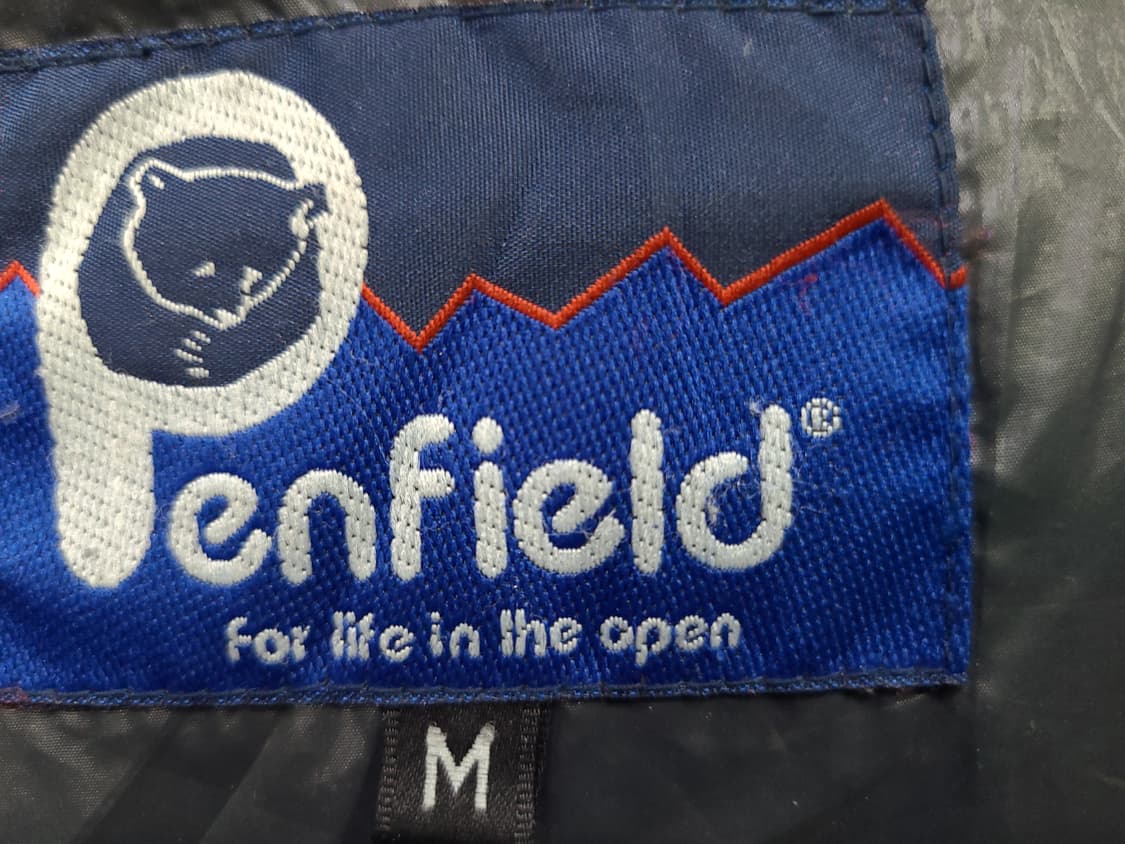 Penfield®
for life in the open
M